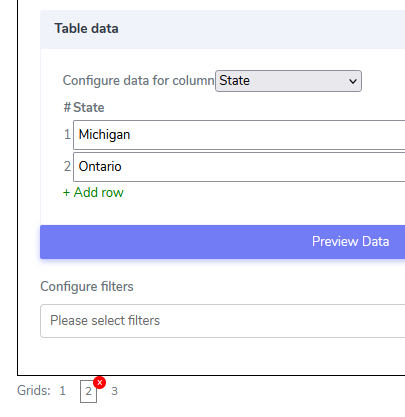 Table data
Configure data for column State
# State
1 Michigan
2 Ontario
+ Add row
Preview Data
Configure filters
Please select filters
Grids: 1 2 x 3